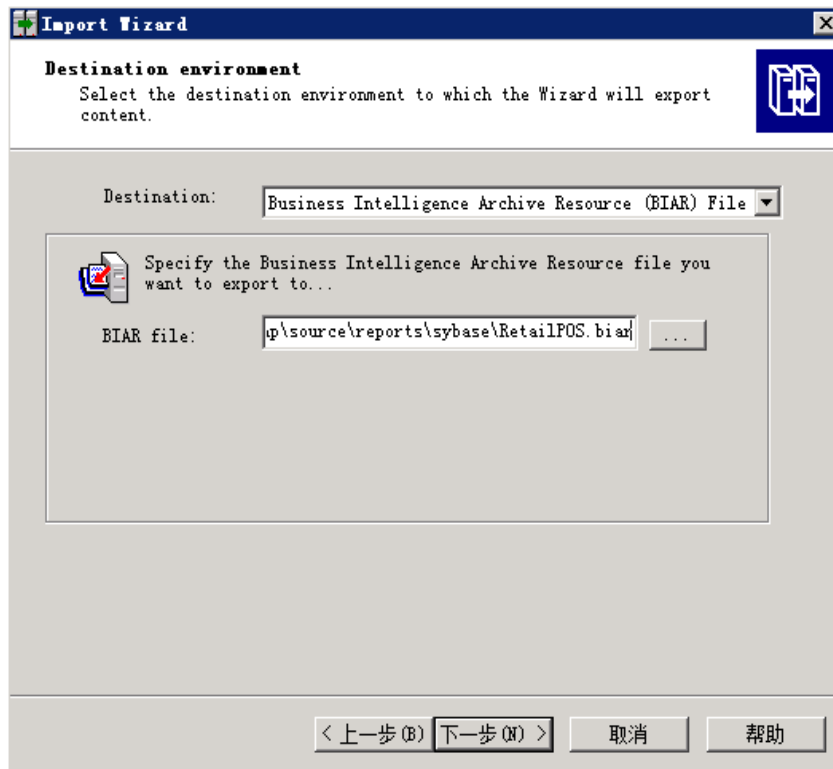 Import Wizard
Destination environment
Select the destination environment to which the Wizard will export
content.
Destination:
Business Intelligence Archive Resource (BIAR) File
Specify the Business Intelligence Archive Resource file you
want to export to...
BIAR file:
p\source\reports\sybase\RetailPOS.biar
...
< 上一步(B) 下一步(N) > 取消 帮助